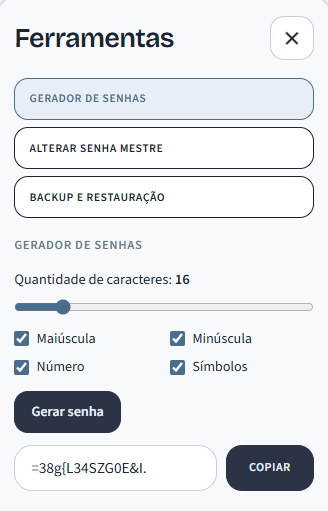 Ferramentas
GERADOR DE SENHAS
ALTERAR SENHA MESTRE
BACKUP E RESTAURAÇÃO
GERADOR DE SENHAS
Quantidade de caracteres: 16
Maiúscula
Minúscula
Número
Símbolos
Gerar senha
=38g{L34SZG0E&I.
COPIAR